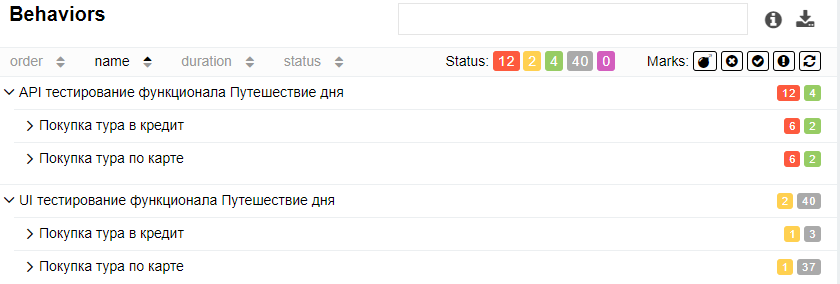 Behaviors
order name duration status Status: 12 2 4 40 0 Marks:
API тестирование функционала Путешествие дня 12 4
Покупка тура в кредит 6 2
Покупка тура по карте 6 2
UI тестирование функционала Путешествие дня 2 40
Покупка тура в кредит 1 3
Покупка тура по карте 1 37